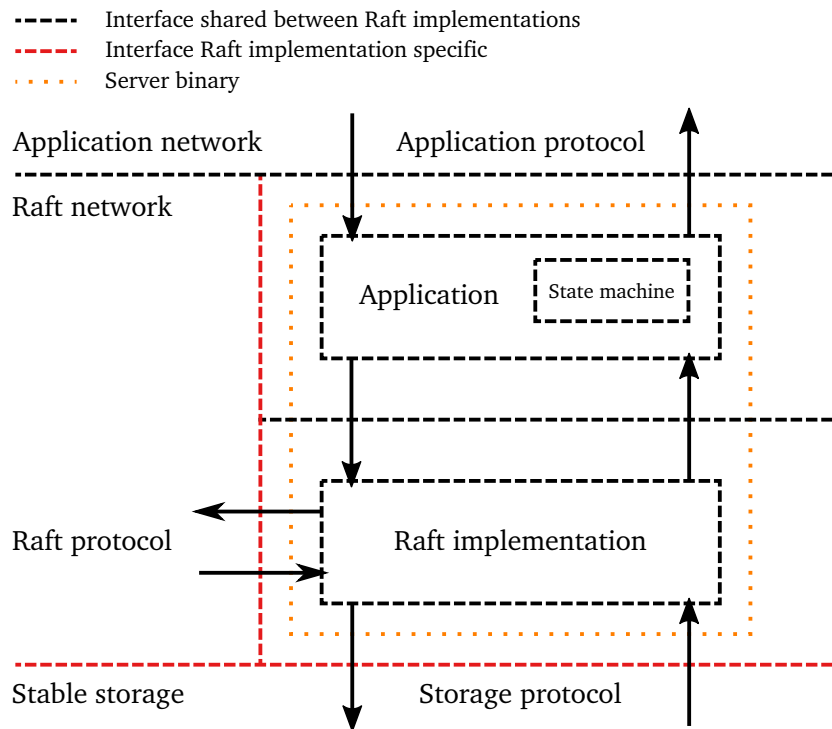 Interface shared between Raft implementations
Interface Raft implementation specific
Server binary
Application network
Application protocol
Raft network
Application
State machine
Raft protocol
Raft implementation
Stable storage
Storage protocol